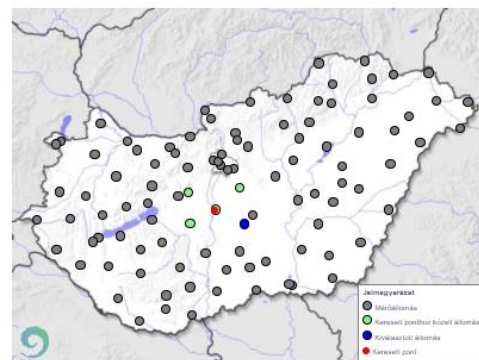 Jelmagyarázat
Mérőállomás
Keresett ponthoz közeli állomás
Kiválasztott állomás
Keresett pont